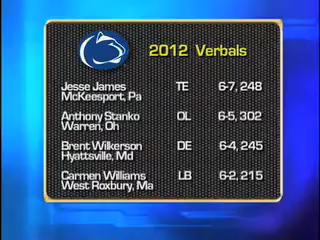 2012 Verbals
Jesse James TE 6-7, 248
McKeesport, Pa
Anthony Stanko OL 6-5, 302
Warren, Oh
Brent Wilkerson DE 6-4, 245
Hyattsville, Md
Carmen Williams LB 6-2, 215
West Roxbury, Ma